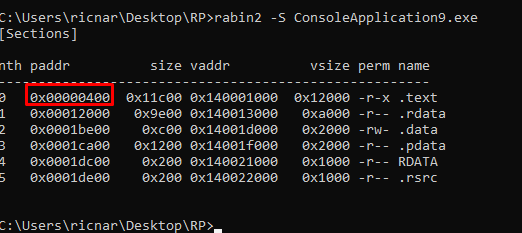 C:\Users\ricnar\Desktop\RP>rabin2 -S ConsoleApplication9.exe
[Sections]
nth paddr size vaddr vsize perm name
0 0x00000400 0x11c00 0x140001000 0x12000 -r-x .text
1 0x00012000 0x9e00 0x140013000 0xa000 -r-- .rdata
2 0x0001be00 0xc00 0x14001d000 0x2000 -rw- .data
3 0x0001ca00 0x1200 0x14001f000 0x2000 -r-- .pdata
4 0x0001dc00 0x200 0x140021000 0x1000 -r-- RDATA
5 0x0001de00 0x200 0x140022000 0x1000 -r-- .rsrc
C:\Users\ricnar\Desktop\RP>